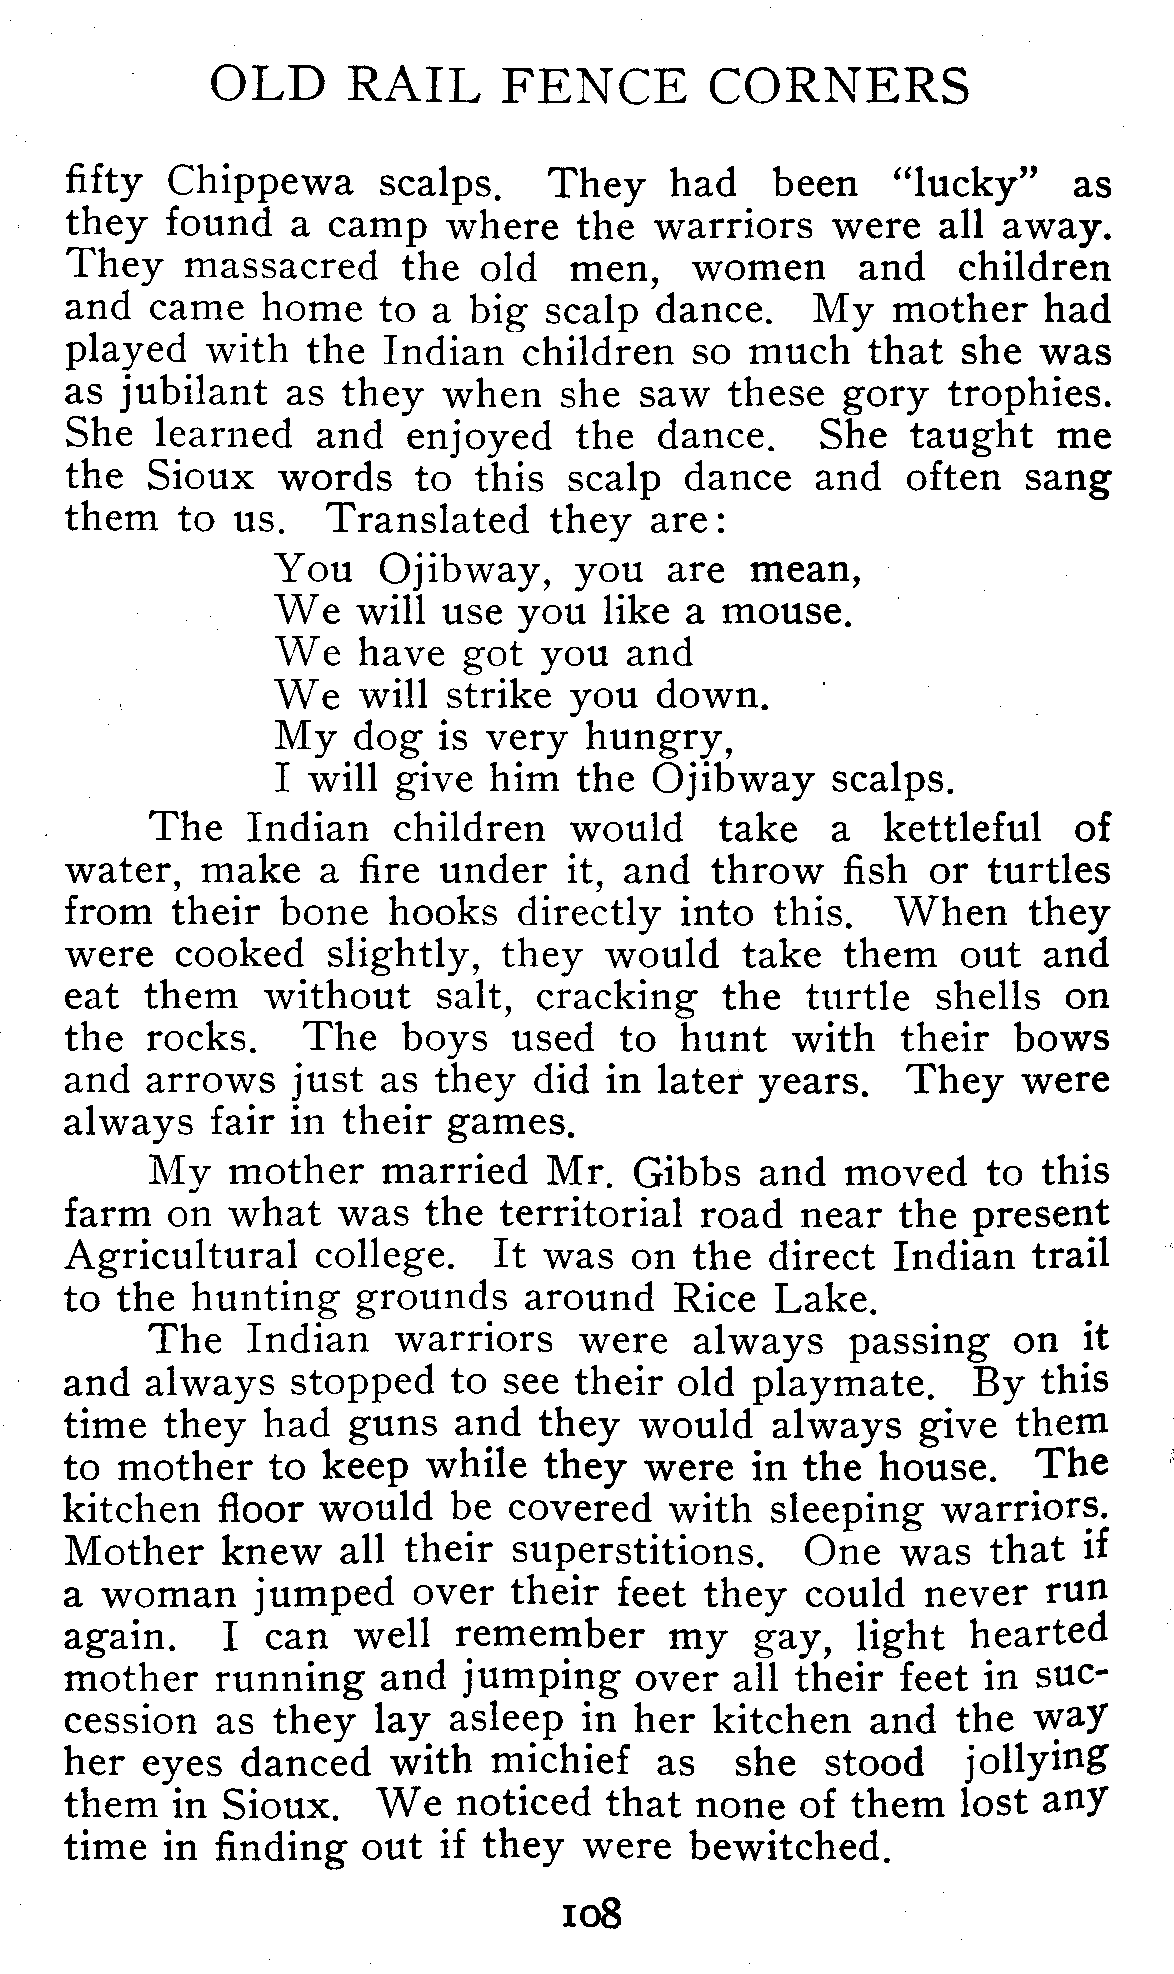 OLD RAIL FENCE CORNERS
fifty Chippewa scalps. They had been "lucky" as
they found a camp where the warriors were all away.
They massacred the old men, women and children
and came home to a big scalp dance. My mother had
played with the Indian children so much that she was
as jubilant as they when she saw these gory trophies.
She learned and enjoyed the dance. She taught me
the Sioux words to this scalp dance and often sang
them to us. Translated they are:
You Ojibway, you are mean,
We will use you like a mouse.
We have got you and
We will strike you down.
My dog is very hungry,
I will give him the Ojibway scalps.
The Indian children would take a kettleful of
water, make a fire under it, and throw fish or turtles
from their bone hooks directly into this. When they
were cooked slightly, they would take them out and
eat them without salt, cracking the turtle shells on
the rocks. The boys used to hunt with their bows
and arrows just as they did in later years. They were
always fair in their games.
My mother married Mr. Gibbs and moved to this
farm on what was the territorial road near the present
Agricultural college. It was on the direct Indian trail
to the hunting grounds around Rice Lake.
The Indian warriors were always passing on it
and always stopped to see their old playmate. By this
time they had guns and they would always give them
to mother to keep while they were in the house. The
kitchen floor would be covered with sleeping warriors.
Mother knew all their superstitions. One was that if
a woman jumped over their feet they could never run
again. I can well remember my gay, light hearted
mother running and jumping over all their feet in suc-
cession as they lay asleep in her kitchen and the way
her eyes danced with michief as she stood jollying
them in Sioux. We noticed that none of them lost any
time in finding out if they were bewitched.
108